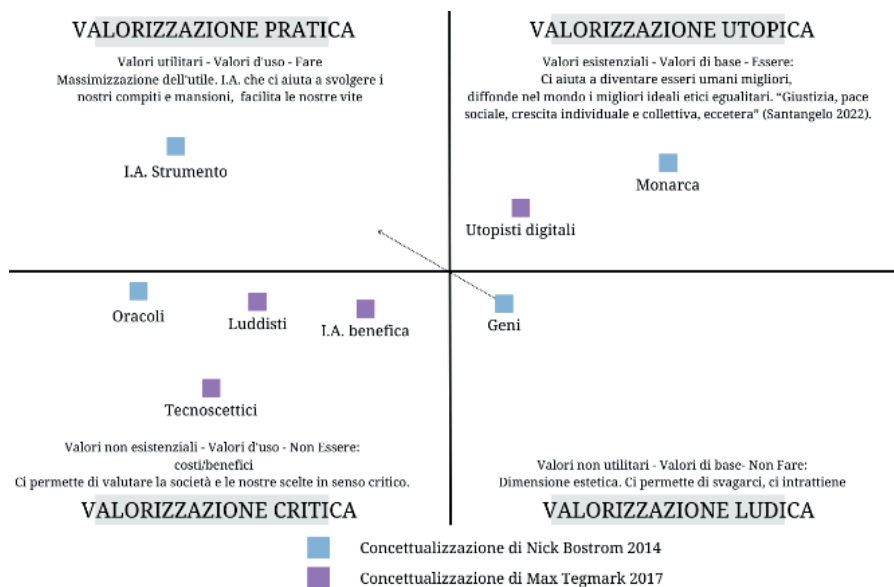 VALORIZZAZIONE PRATICA
Valori utilitari - Valori d'uso - Fare
Massimizzazione dell'utile. I.A. che ci aiuta a svolgere i
nostri compiti e mansioni, facilita le nostre vite
I.A. Strumento
VALORIZZAZIONE UTOPICA
Valori esistenziali - Valori di base - Essere:
Ci aiuta a diventare esseri umani migliori,
diffonde nel mondo i migliori ideali etici egualitari. “Giustizia, pace
sociale, crescita individuale e collettiva, eccetera” (Santangelo 2022).
Monarca
Utopisti digitali
Oracoli
Luddisti
I.A. benefica
Tecnoscettici
Valori non esistenziali - Valori d'uso - Non Essere:
costi/benefici
Ci permette di valutare la società e le nostre scelte in senso critico.
VALORIZZAZIONE CRITICA
Geni
Valori non utilitari - Valori di base- Non Fare:
Dimensione estetica. Ci permette di svagarci, ci intrattiene
VALORIZZAZIONE LUDICA
Concettualizzazione di Nick Bostrom 2014
Concettualizzazione di Max Tegmark 2017